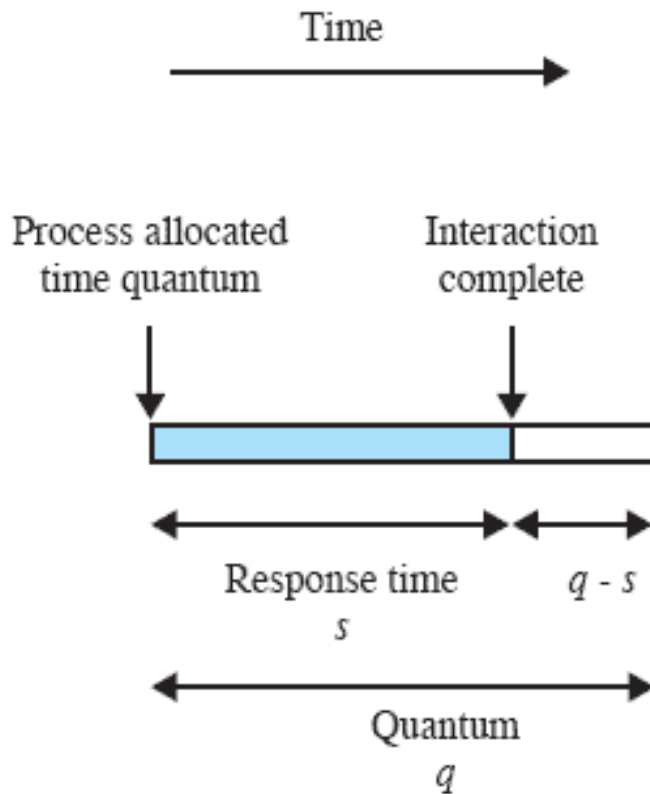 Time
Process allocated
time quantum
Interaction
complete
Response time
s
q - s
Quantum
q